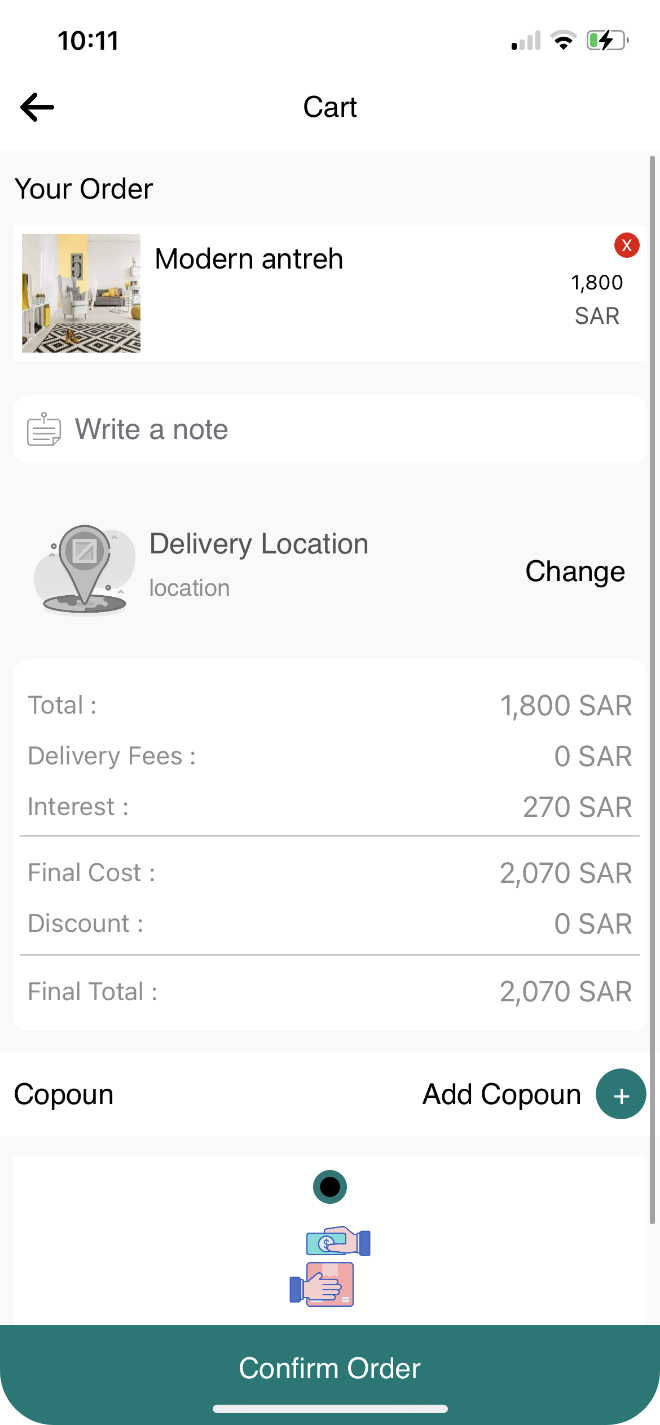 10:11
Cart
Your Order
Modern antreh
X
1,800
SAR
Write a note
Delivery Location
location
Change
Total : 1,800 SAR
Delivery Fees : 0 SAR
Interest : 270 SAR
Final Cost : 2,070 SAR
Discount : 0 SAR
Final Total : 2,070 SAR
Copoun Add Copoun +
$
Confirm Order